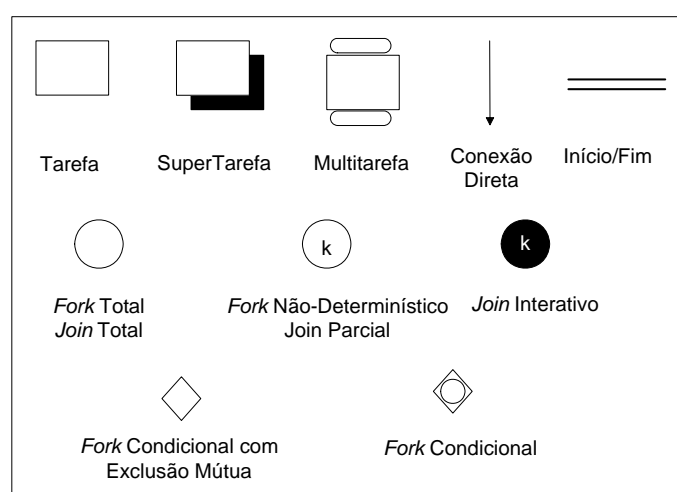 Tarefa
SuperTarefa
Multitarefa
Conexão
Direta
Início/Fim
k
k
Fork Total
Join Total
Fork Não-Determinístico
Join Parcial
Join Interativo
Fork Condicional com
Exclusão Mútua
Fork Condicional